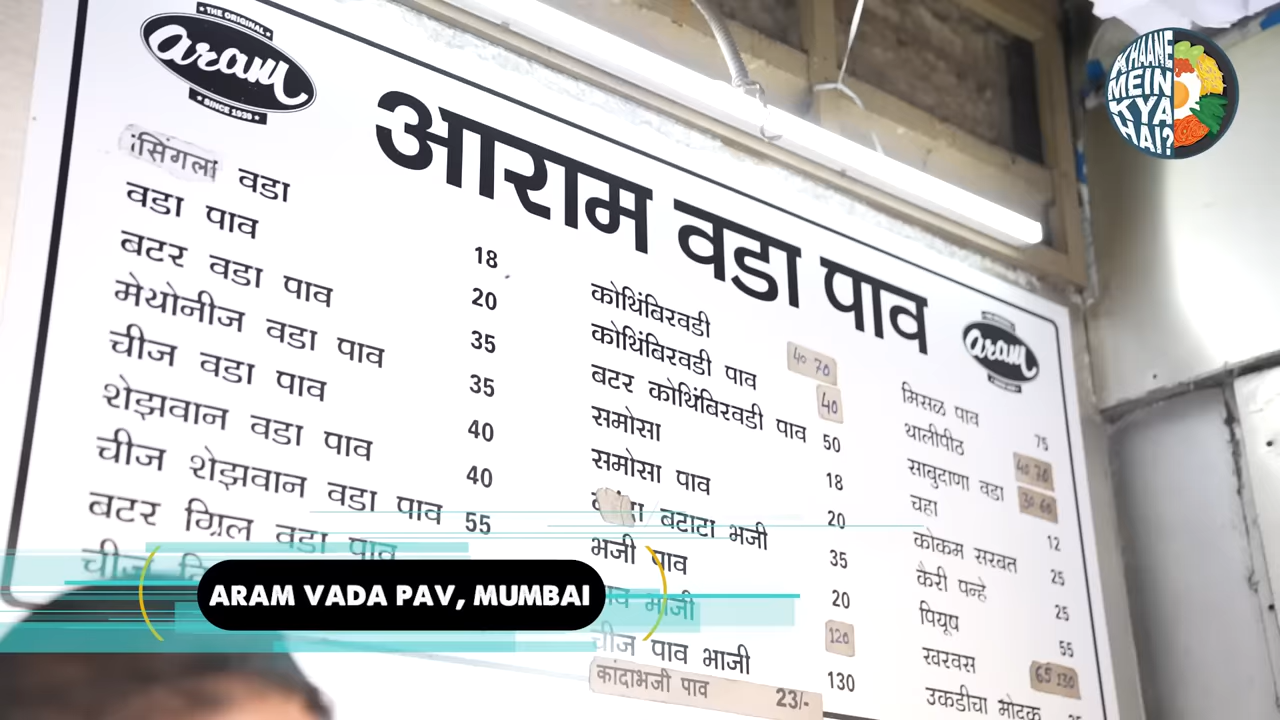 THE ORIGINAL
aram
SINCE 1939
KHAANE
MEIN
KYA
HAI?
आराम वडा पाव
aram
सिंगल वडा 18
वडा पाव 20
बटर वडा पाव 35
मेयोनीज वडा पाव 35
चीज वडा पाव 40
शेझवान वडा पाव 40
चीज शेझवान वडा पाव 55
बटर ग्रिल वडा पाव
चीज
कोथिंबिरवडी 40 70
कोथिंबिरवडी पाव 40
बटर कोथिंबिरवडी पाव 50
समोसा 18
समोसा पाव 20
बटाटा भजी 35
भजी पाव 20
पाव भाजी 120
चीज पाव भाजी 130
कांदाभजी पाव 23/-
मिसळ पाव 75
थालीपीठ 40 70
साबुदाणा वडा 30 60
चहा 12
कोकम सरबत 25
कैरी पन्हे 25
पियूष 55
खरवस 65 130
उकडीचा मोदक
ARAM VADA PAV, MUMBAI